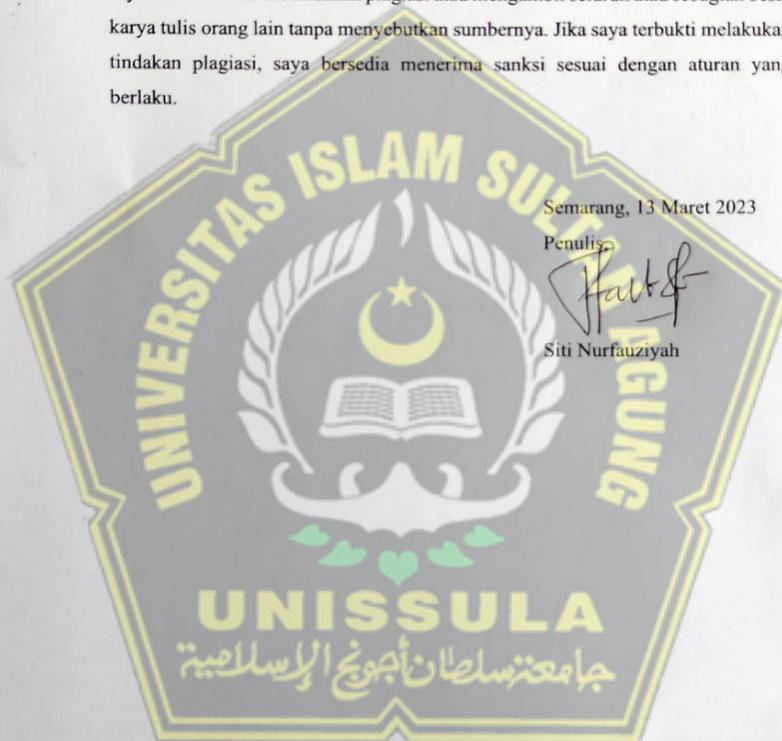 karya tulis orang lain tanpa menyebutkan sumbernya. Jika saya terbukti melakukan
tindakan plagiasi, saya bersedia menerima sanksi sesuai dengan aturan yang
berlaku.
Semarang, 13 Maret 2023
Penulis,
Siti Nurfauziyah
UNIVERSITAS ISLAM SULTAN AGUNG
UNISSULA
جامعة سلطان أجونج الإسلامية